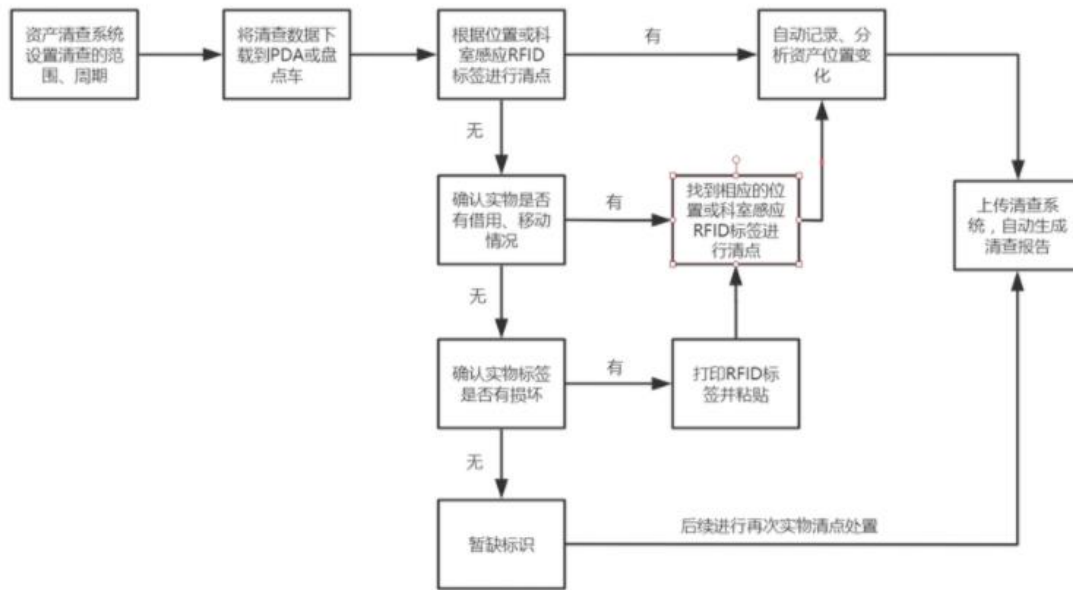 资产清查系统
设置清查的范
围、周期
将清查数据下
载到PDA或盘
点车
根据位置或科
室感应RFID
标签进行清点
有
自动记录、分
析资产位置变
化
无
确认实物是否
有借用、移动
情况
有
找到相应的位
置或科室感应
RFID标签进
行清点
上传清查系
统，自动生成
清查报告
无
确认实物标签
是否有损坏
有
打印RFID标
签并粘贴
无
暂缺标识
后续进行再次实物清点处置